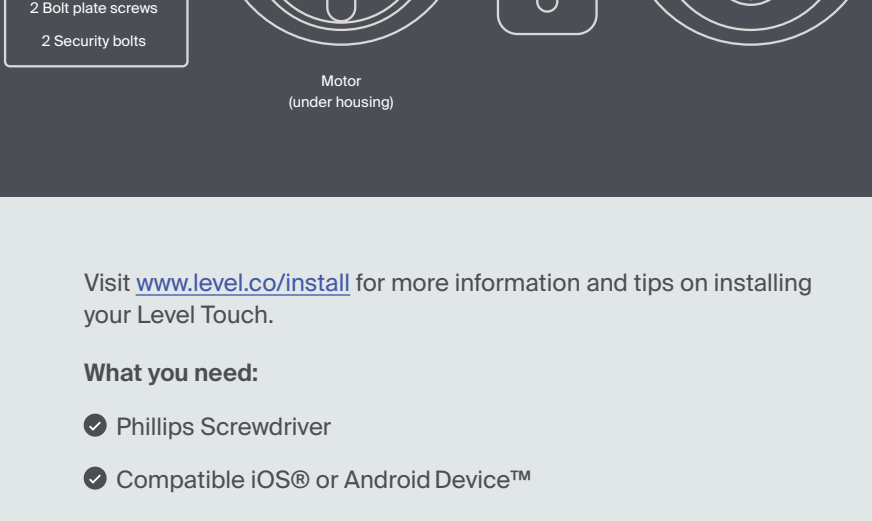 2 Bolt plate screws
2 Security bolts
Motor
(under housing)
Visit www.level.co/install for more information and tips on installing
your Level Touch.
What you need:
Phillips Screwdriver
Compatible iOS® or Android Device™